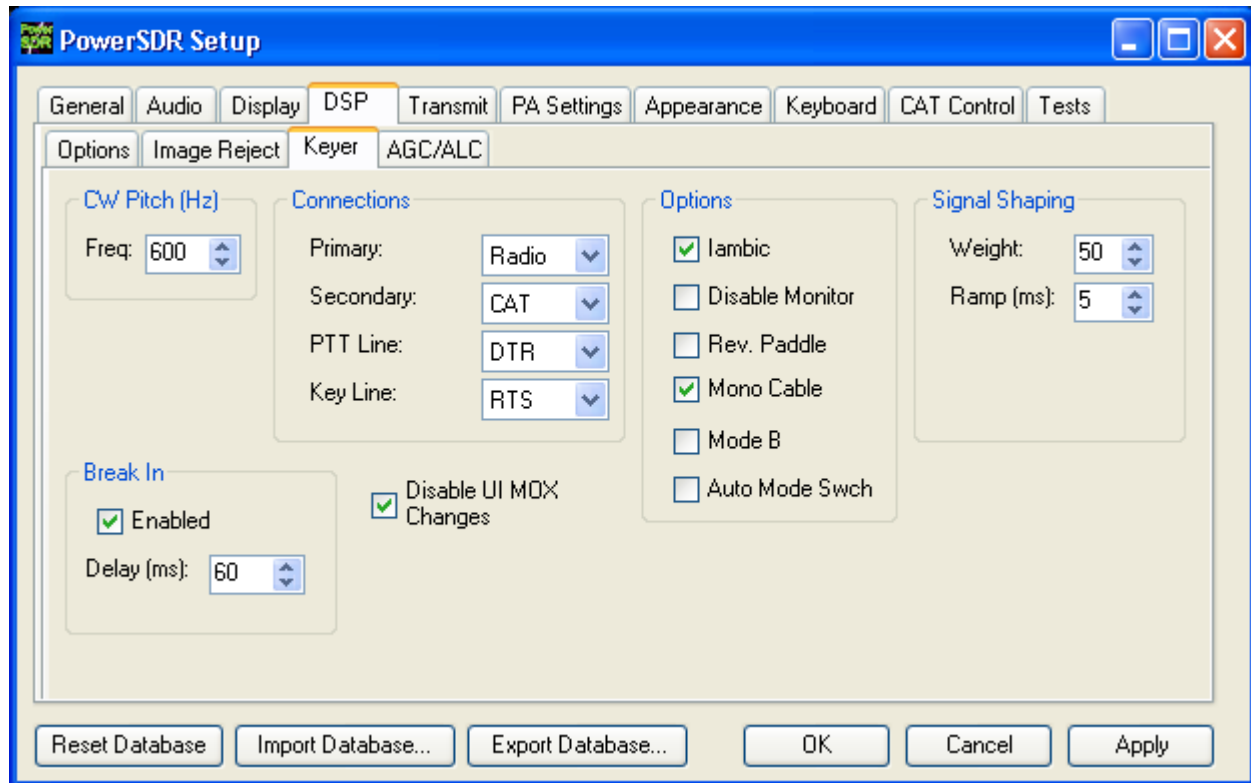 Power SDR PowerSDR Setup
General Audio Display DSP Transmit PA Settings Appearance Keyboard CAT Control Tests
Options Image Reject Keyer AGC/ALC
CW Pitch (Hz)
Freq: 600
Connections
Primary: Radio
Secondary: CAT
PTT Line: DTR
Key Line: RTS
Options
Iambic
Disable Monitor
Rev. Paddle
Mono Cable
Mode B
Auto Mode Swch
Signal Shaping
Weight: 50
Ramp (ms): 5
Break In
Enabled
Delay (ms): 60
Disable UI MOX
Changes
Reset Database Import Database... Export Database... OK Cancel Apply